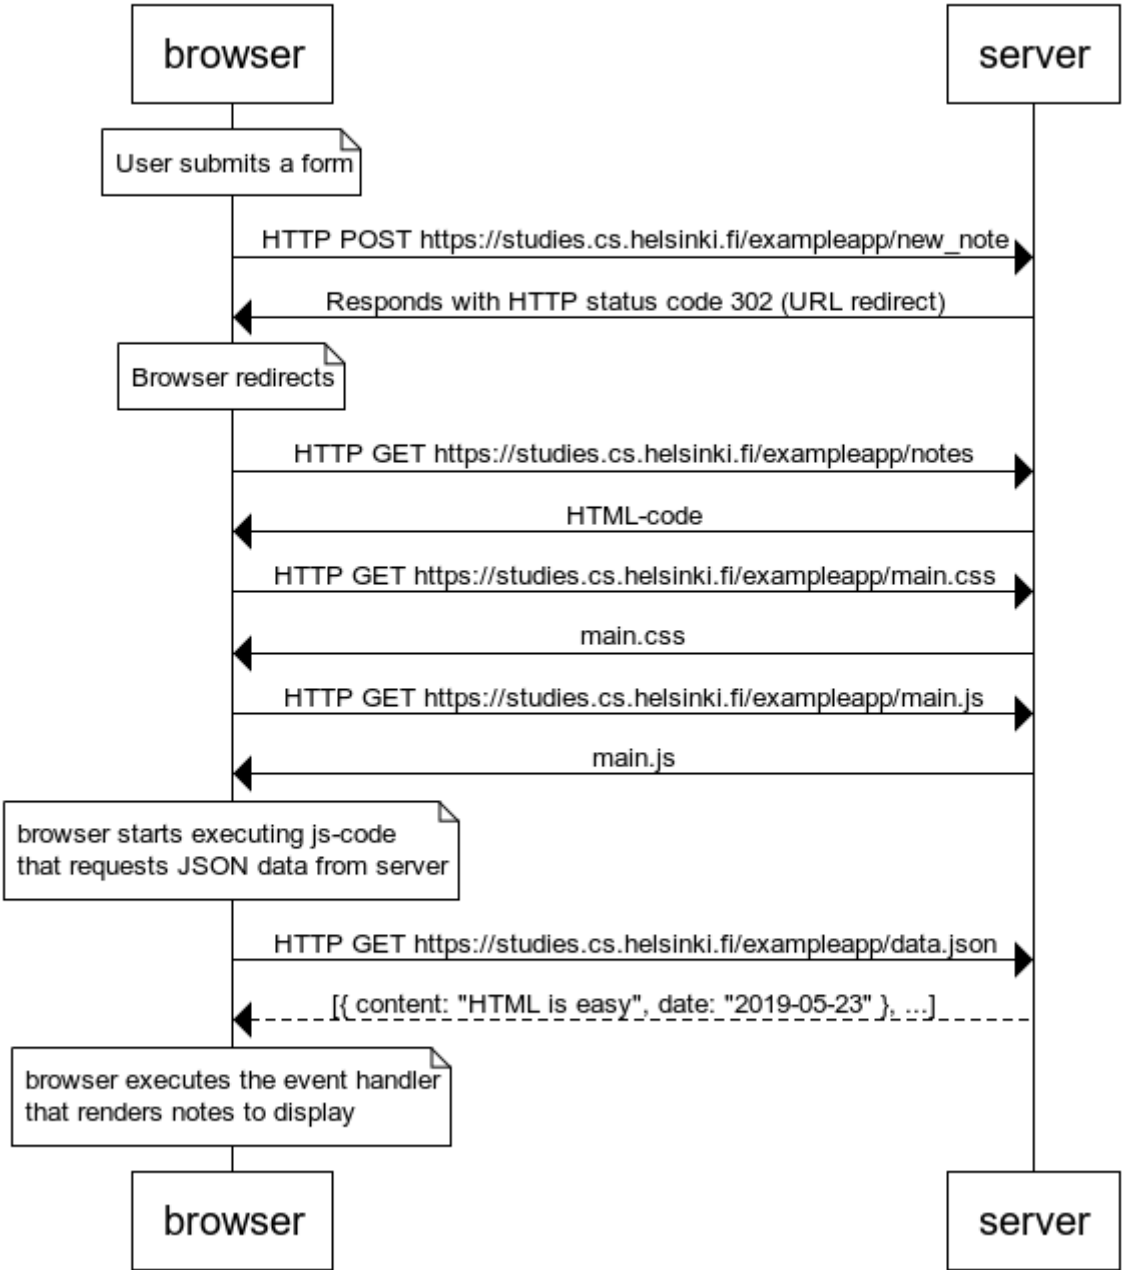 browser
server
User submits a form
HTTP POST https://studies.cs.helsinki.fi/exampleapp/new_note
Responds with HTTP status code 302 (URL redirect)
Browser redirects
HTTP GET https://studies.cs.helsinki.fi/exampleapp/notes
HTML-code
HTTP GET https://studies.cs.helsinki.fi/exampleapp/main.css
main.css
HTTP GET https://studies.cs.helsinki.fi/exampleapp/main.js
main.js
browser starts executing js-code
that requests JSON data from server
HTTP GET https://studies.cs.helsinki.fi/exampleapp/data.json
[{ content: "HTML is easy", date: "2019-05-23" }, ...]
browser executes the event handler
that renders notes to display
browser
server